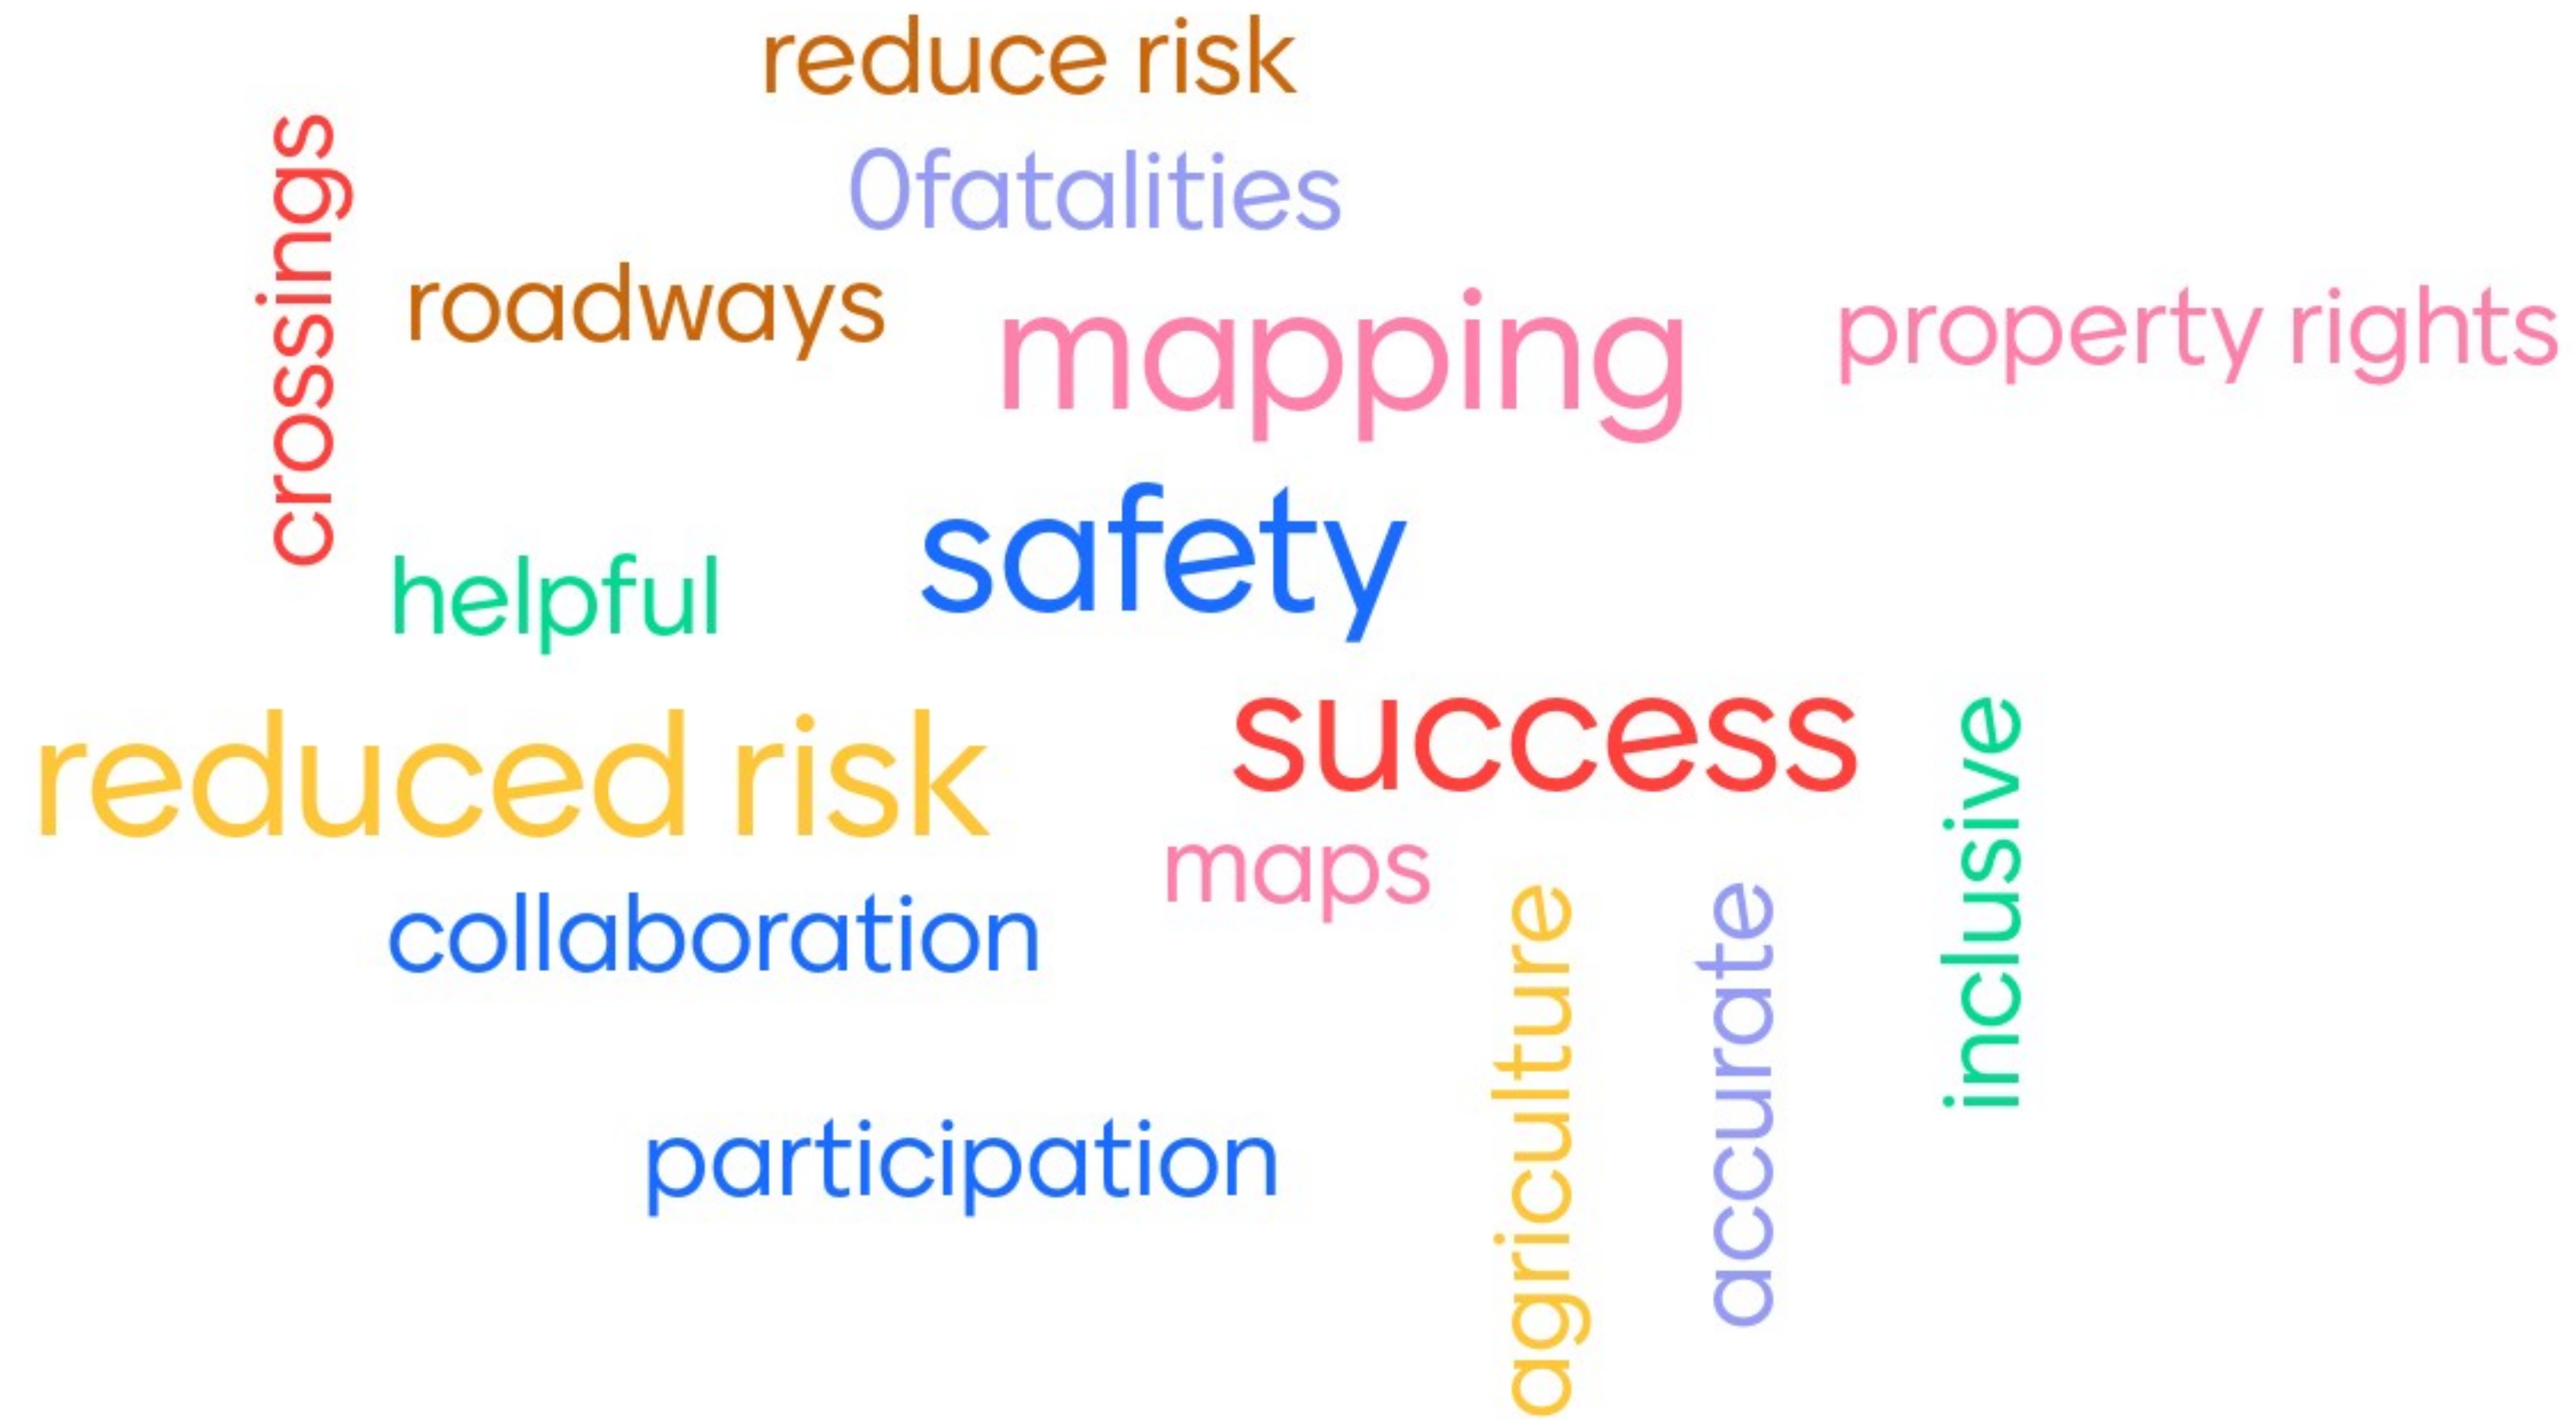 reduce risk
0fatalities
crossings
roadways
mapping
property rights
safety
helpful
success
reduced risk
inclusive
maps
collaboration
agriculture
accurate
participation